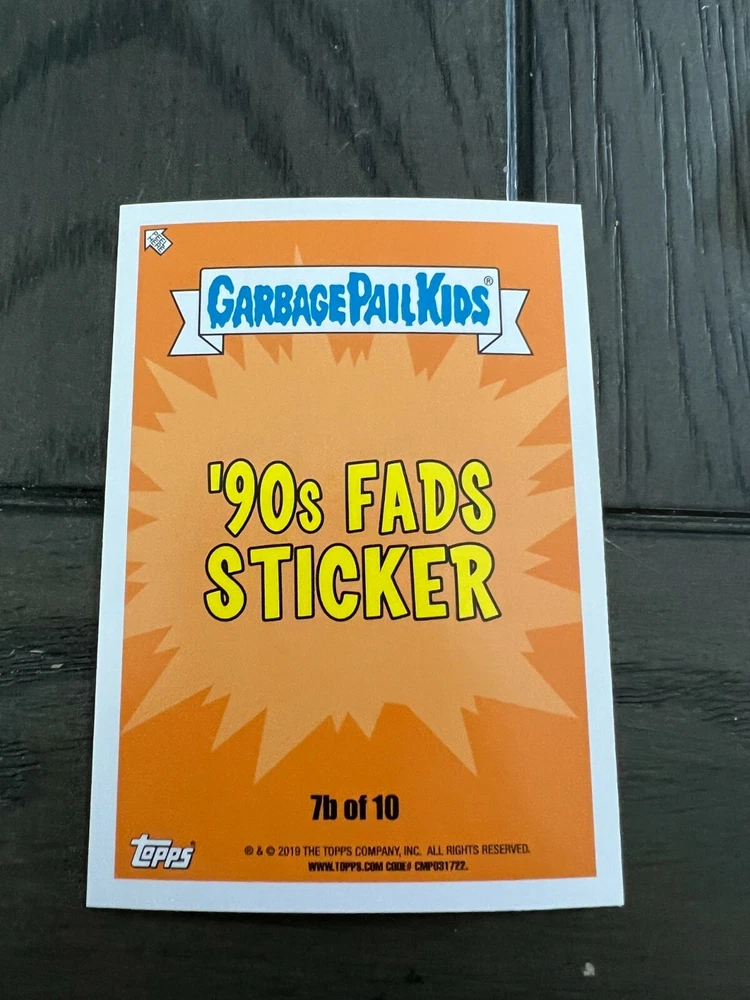 GARBAGE PAIL KIDS®
'90s FADS
STICKER
7b of 10
topps
® & © 2019 THE TOPPS COMPANY, INC. ALL RIGHTS RESERVED.
WWW.TOPPS.COM CODE# CMP031722.